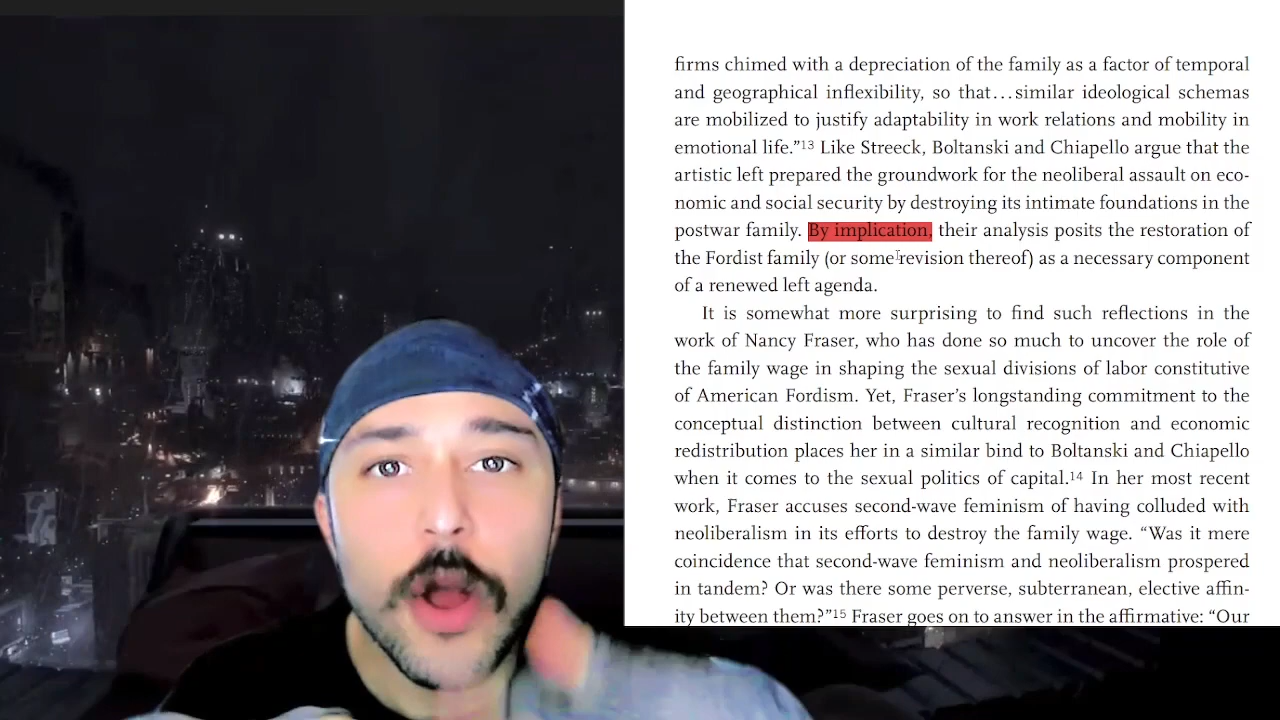 firms chimed with a depreciation of the family as a factor of temporal
and geographical inflexibility, so that…similar ideological schemas
are mobilized to justify adaptability in work relations and mobility in
emotional life.”13 Like Streeck, Boltanski and Chiapello argue that the
artistic left prepared the groundwork for the neoliberal assault on eco-
nomic and social security by destroying its intimate foundations in the
postwar family. By implication, their analysis posits the restoration of
the Fordist family (or some revision thereof) as a necessary component
of a renewed left agenda.
It is somewhat more surprising to find such reflections in the
work of Nancy Fraser, who has done so much to uncover the role of
the family wage in shaping the sexual divisions of labor constitutive
of American Fordism. Yet, Fraser’s longstanding commitment to the
conceptual distinction between cultural recognition and economic
redistribution places her in a similar bind to Boltanski and Chiapello
when it comes to the sexual politics of capital.14 In her most recent
work, Fraser accuses second-wave feminism of having colluded with
neoliberalism in its efforts to destroy the family wage. “Was it mere
coincidence that second-wave feminism and neoliberalism prospered
in tandem? Or was there some perverse, subterranean, elective affin-
ity between them?”15 Fraser goes on to answer in the affirmative: “Our